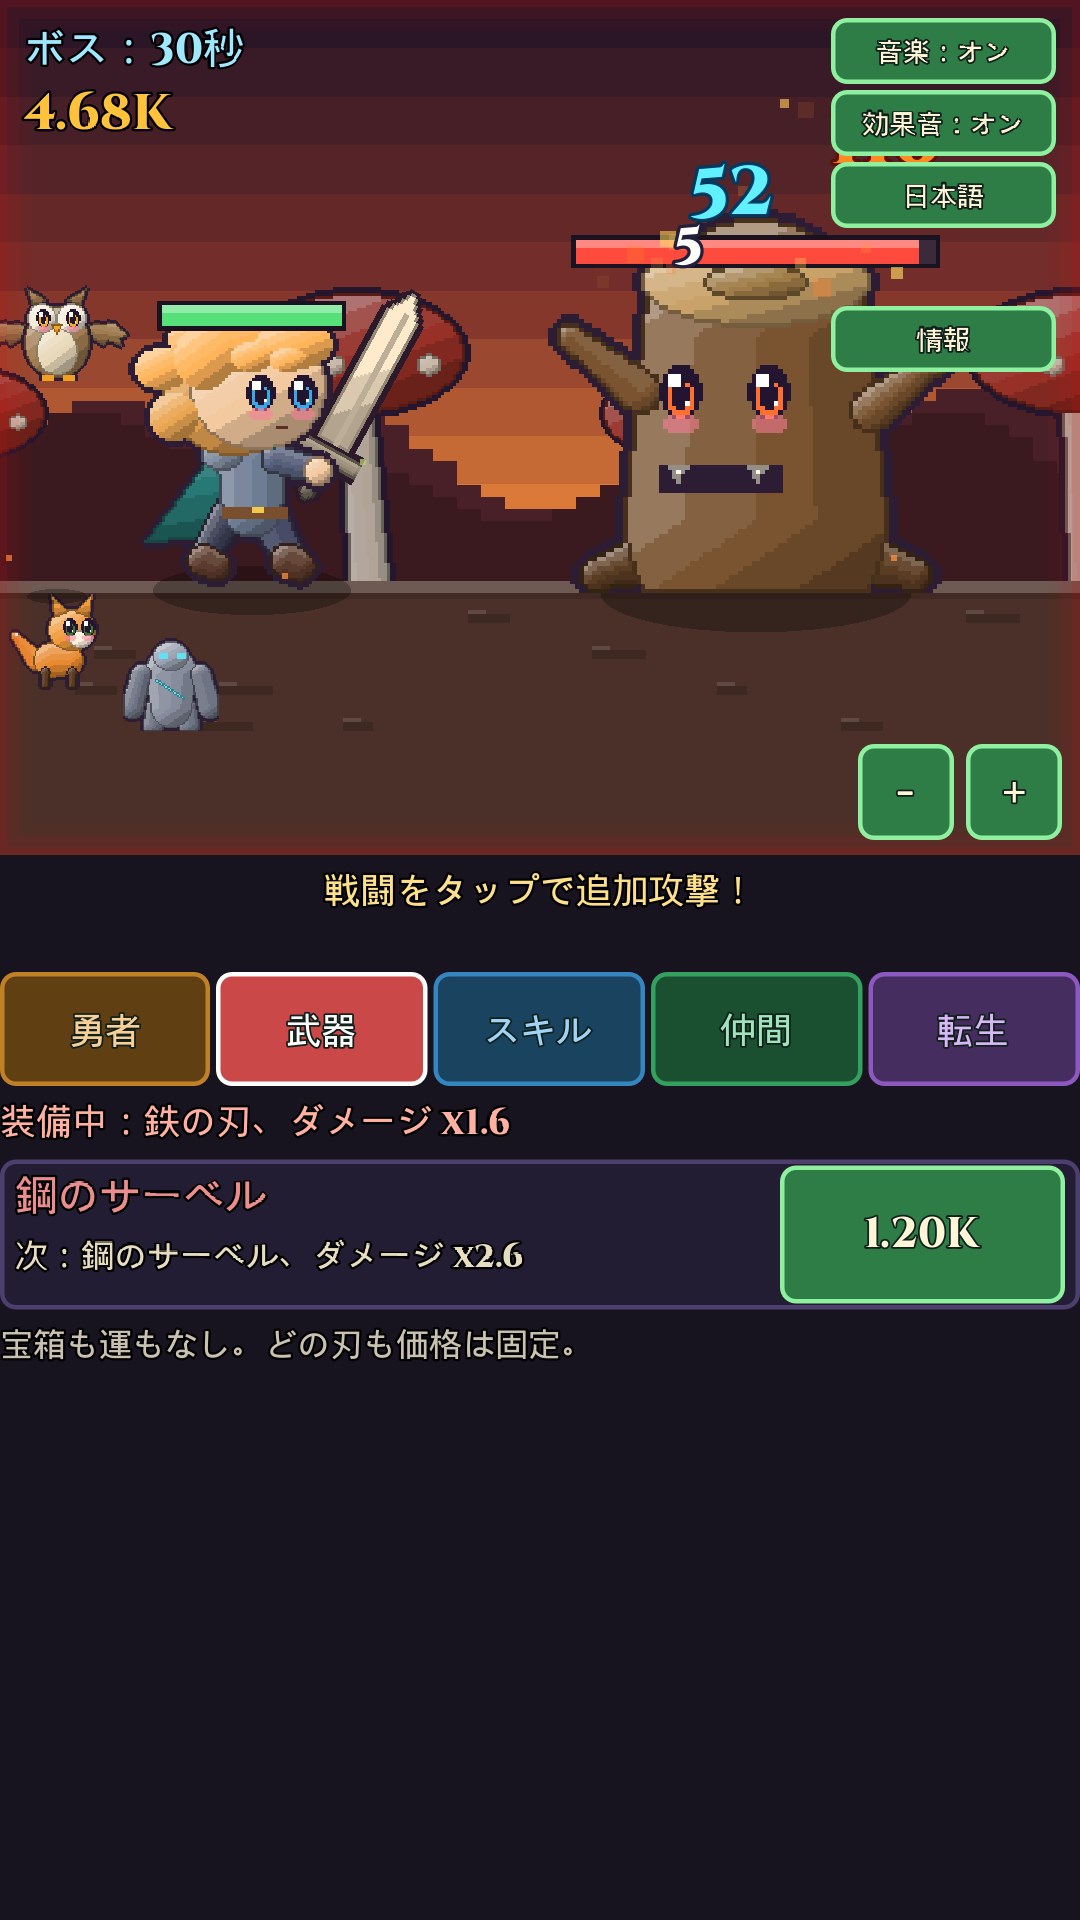 ボス：30秒
4.68K
音楽：オン
効果音：オン
日本語
情報
52
5
-
+
戦闘をタップで追加攻撃！
勇者
武器
スキル
仲間
転生
装備中：鉄の刃、ダメージ x1.6
鋼のサーベル
次：鋼のサーベル、ダメージ x2.6
1.20K
宝箱も運もなし。どの刃も価格は固定。